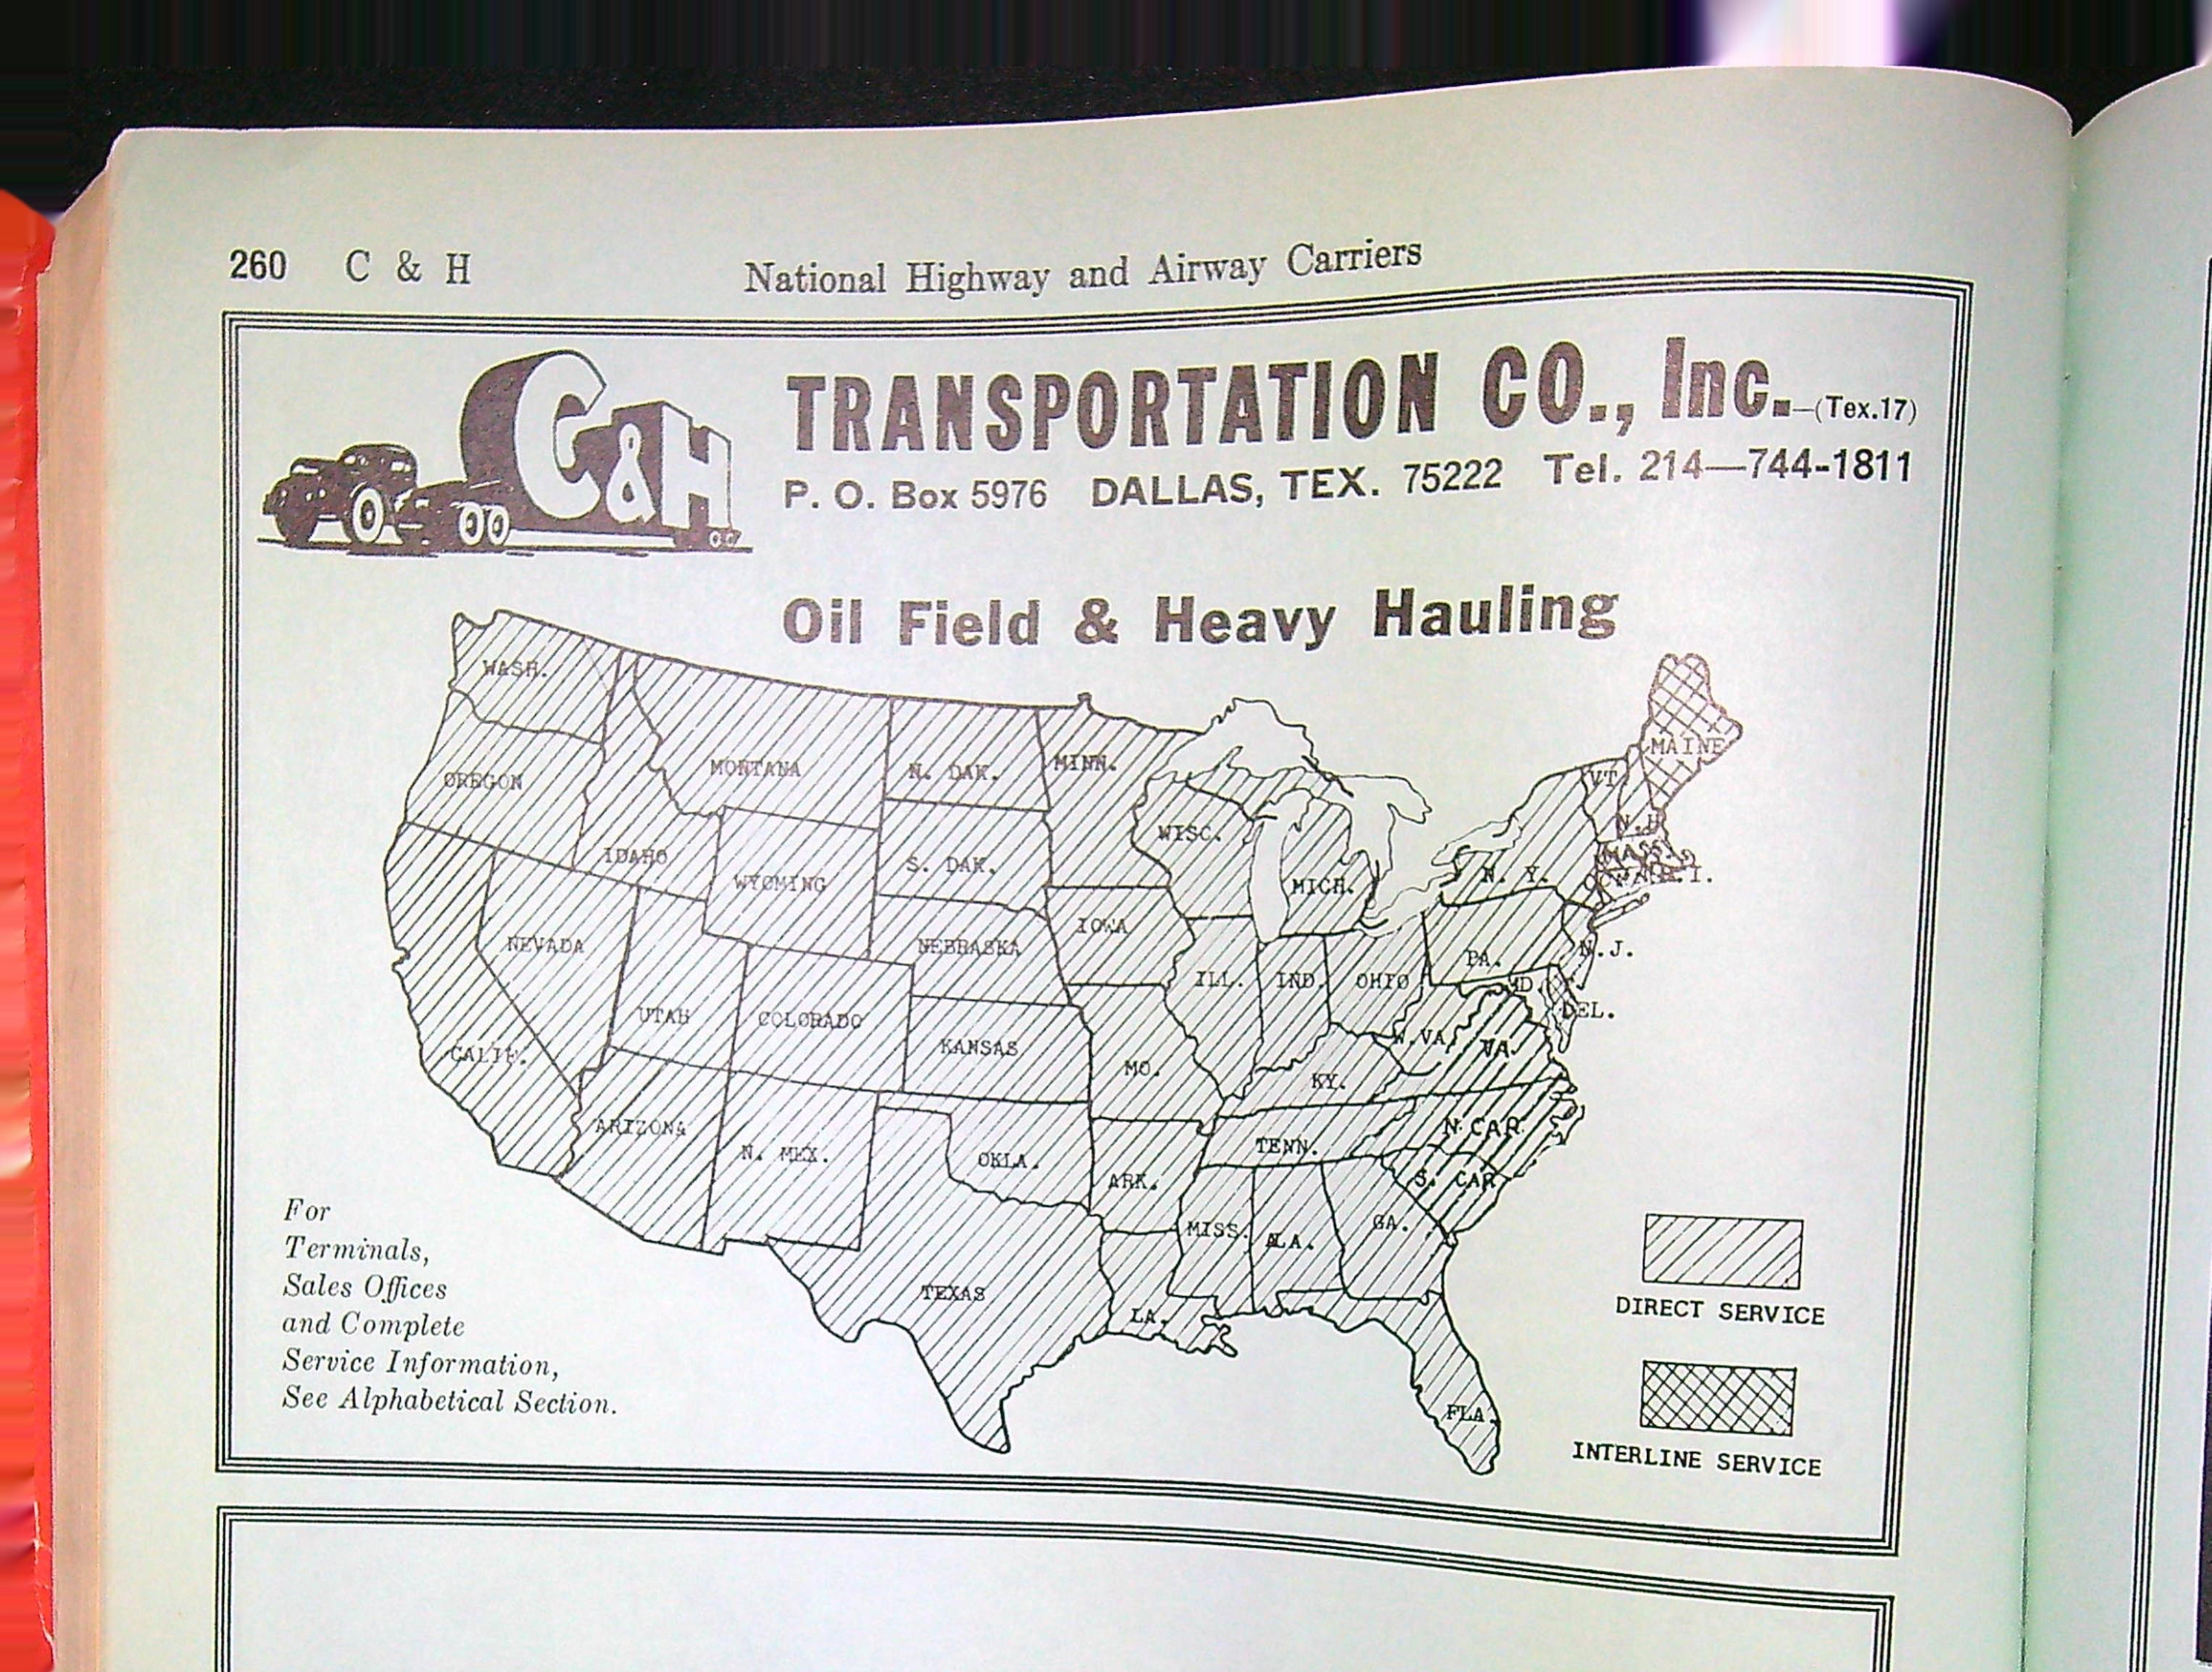 260 C & H National Highway and Airway Carriers
C&H TRANSPORTATION CO., Inc.—(Tex.17)
P. O. Box 5976 DALLAS, TEX. 75222 Tel. 214—744-1811
Oil Field & Heavy Hauling
WASH.
OREGON
MONTANA
N. DAK.
MINN.
MAINE
VT.
IDAHO
WYOMING
S. DAK.
WISC.
MICH.
N. Y.
N.H.
MASS.
R.I.
NEVADA
UTAH
COLORADO
NEBRASKA
IOWA
ILL.
IND.
OHIO
PA.
N.J.
MD.
DEL.
CALIF.
KANSAS
MO.
KY.
W.VA.
VA.
ARIZONA
N. MEX.
OKLA.
ARK.
TENN.
N.CAR.
S. CAR.
TEXAS
LA.
MISS.
ALA.
GA.
FLA.
For
Terminals,
Sales Offices
and Complete
Service Information,
See Alphabetical Section.
DIRECT SERVICE
INTERLINE SERVICE